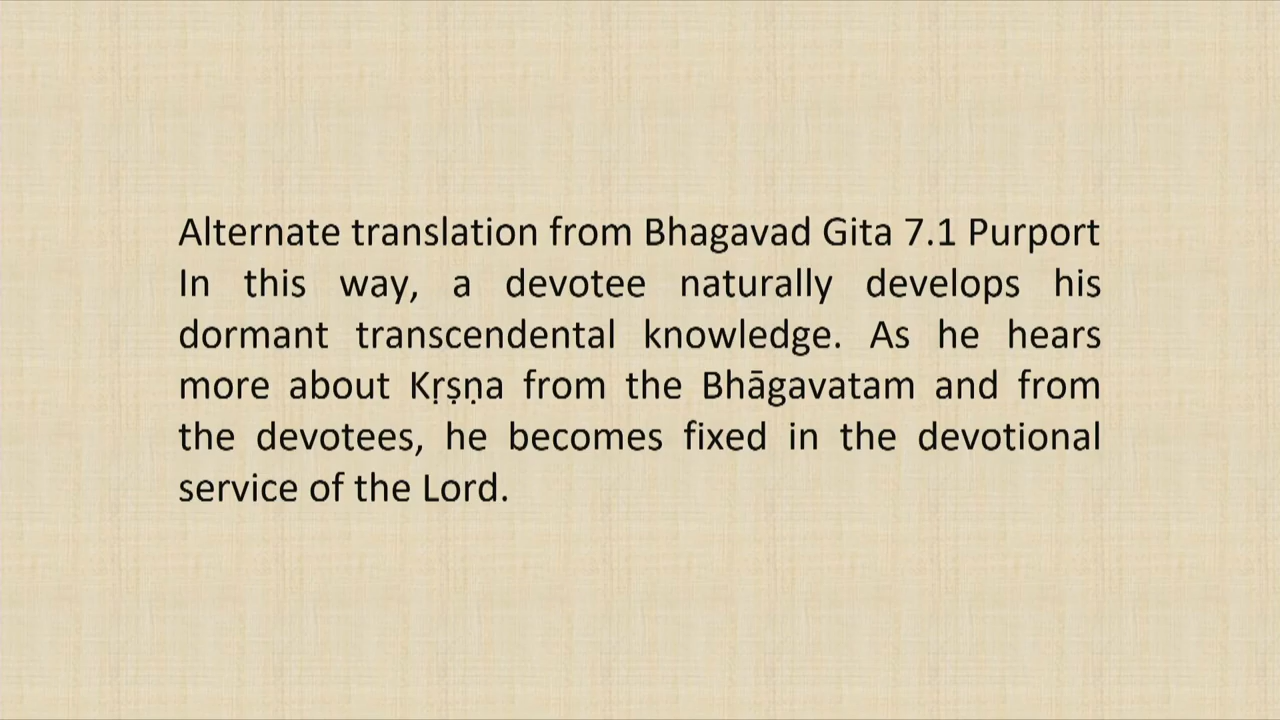 Alternate translation from Bhagavad Gita 7.1 Purport
In this way, a devotee naturally develops his
dormant transcendental knowledge. As he hears
more about Kṛṣṇa from the Bhāgavatam and from
the devotees, he becomes fixed in the devotional
service of the Lord.